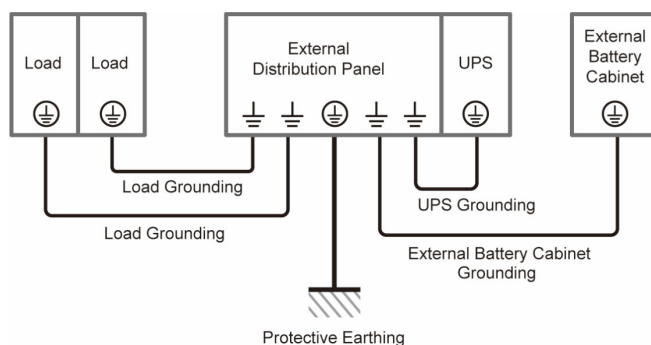 Load
Load
External
Distribution Panel
UPS
External
Battery
Cabinet
Load Grounding
UPS Grounding
Load Grounding
External Battery Cabinet
Grounding
Protective Earthing